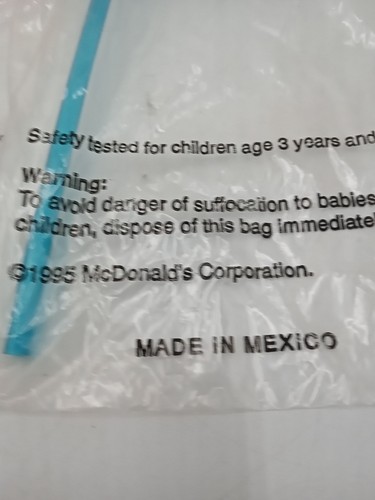 Safety tested for children age 3 years and
Warning:
To avoid danger of suffocation to babies
children, dispose of this bag immediatel
©1995 McDonald's Corporation.
MADE IN MEXICO